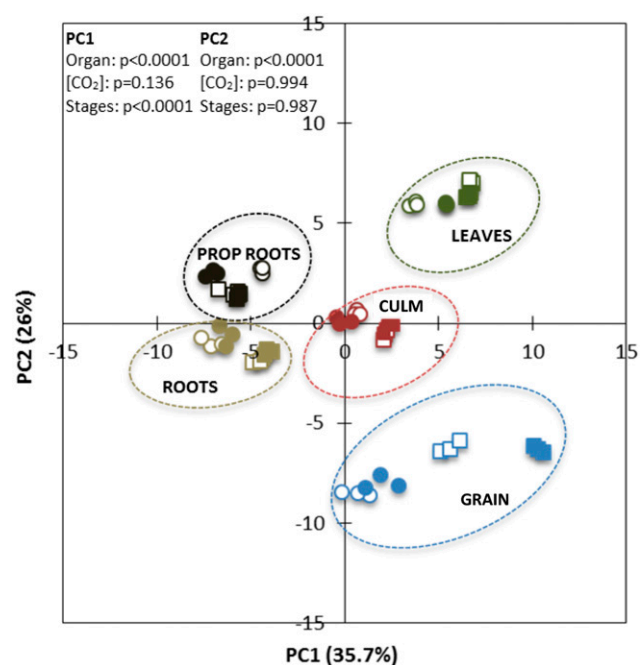 15
PC1 PC2
Organ: p<0.0001 Organ: p<0.0001
[CO₂]: p=0.136 [CO₂]: p=0.994
Stages: p<0.0001 Stages: p=0.987
10
5
LEAVES
PROP ROOTS
CULM
0
-15 -10 -5 0 5 10 15
ROOTS
-5
GRAIN
-10
-15
PC2 (26%)
PC1 (35.7%)